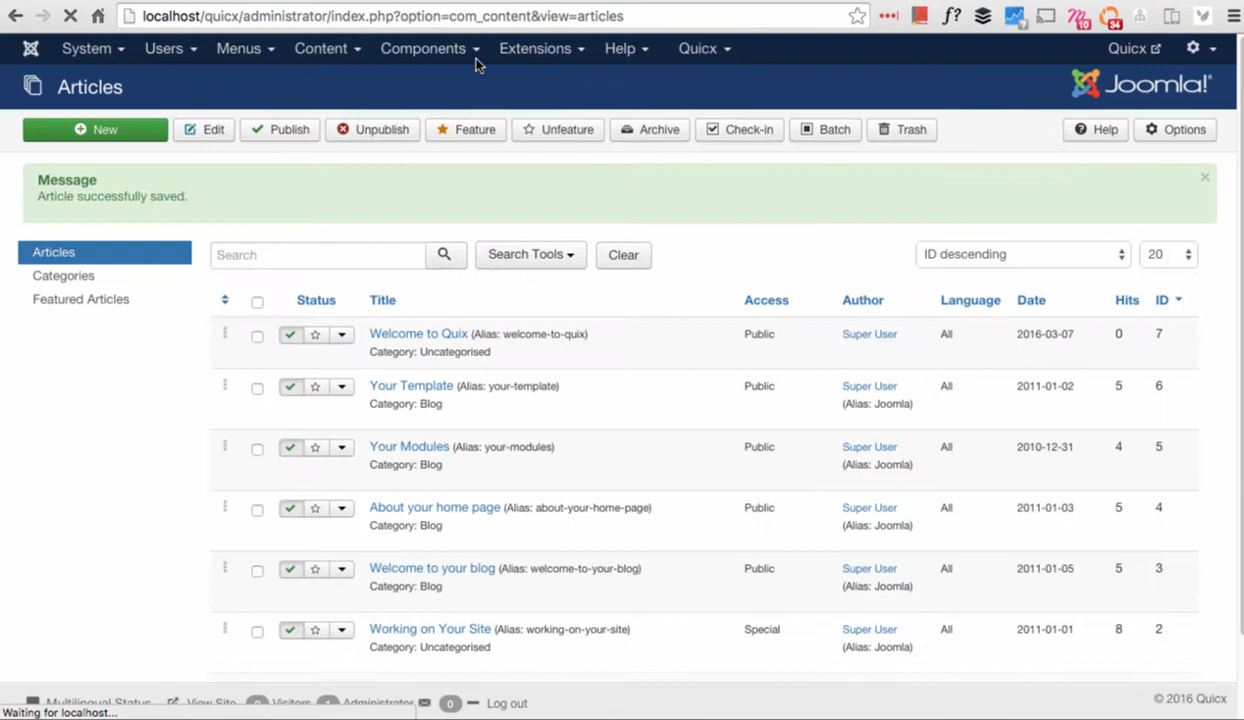 localhost/quicx/administrator/index.php?option=com_content&view=articles
f?
10
34
System Users Menus Content Components Extensions Help Quicx Quicx
Articles Joomla!
New Edit Publish Unpublish Feature Unfeature Archive Check-in Batch Trash Help Options
Message
Article successfully saved.
×
Articles
Categories
Featured Articles
Search Search Tools Clear ID descending 20
Status Title Access Author Language Date Hits ID
Welcome to Quix (Alias: welcome-to-quix) Public Super User All 2016-03-07 0 7
Category: Uncategorised
Your Template (Alias: your-template) Public Super User All 2011-01-02 5 6
Category: Blog (Alias: Joomla)
Your Modules (Alias: your-modules) Public Super User All 2010-12-31 4 5
Category: Blog (Alias: Joomla)
About your home page (Alias: about-your-home-page) Public Super User All 2011-01-03 5 4
Category: Blog (Alias: Joomla)
Welcome to your blog (Alias: welcome-to-your-blog) Public Super User All 2011-01-05 5 3
Category: Blog (Alias: Joomla)
Working on Your Site (Alias: working-on-your-site) Special Super User All 2011-01-01 8 2
Category: Uncategorised (Alias: Joomla)
Multilingual Status View Site 0 Visitors 1 Administrator 0 Log out © 2016 Quicx
Waiting for localhost...